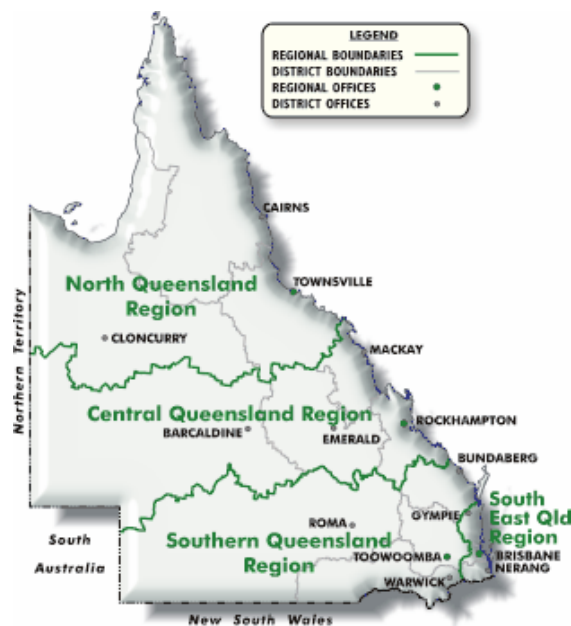 LEGEND
REGIONAL BOUNDARIES
DISTRICT BOUNDARIES
REGIONAL OFFICES
DISTRICT OFFICES
CAIRNS
TOWNSVILLE
North Queensland
Region
CLONCURRY
MACKAY
Northern Territory
Central Queensland Region
ROCKHAMPTON
BARCALDINE
EMERALD
BUNDABERG
South
East Qld
Region
GYMPIE
ROMA
Southern Queensland
Region
TOOWOOMBA
BRISBANE
NERANG
WARWICK
South
Australia
New South Wales